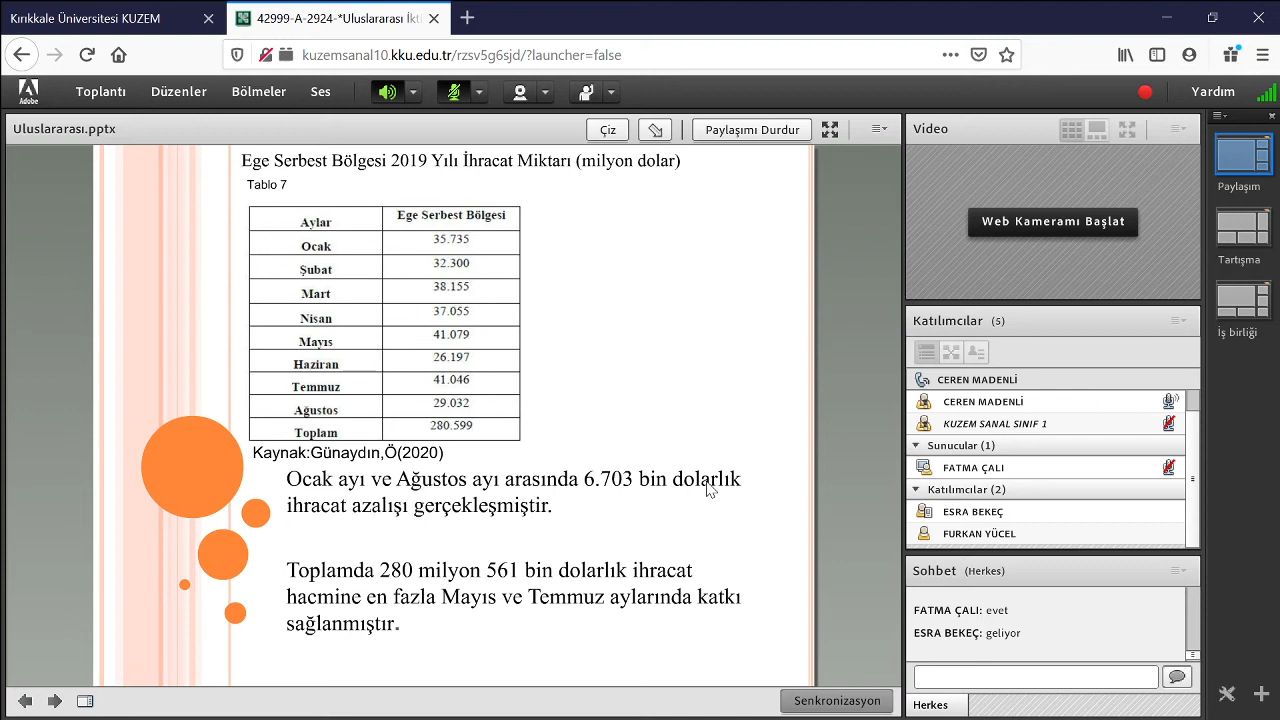 Kırıkkale Üniversitesi KUZEM
42999-A-2924-*Uluslararası İkti
kuzemsanal10.kku.edu.tr/rzsv5g6sjd/?launcher=false
Adobe
Toplantı Düzenler Bölmeler Ses
Yardım
Uluslararası.pptx
Çiz
Paylaşımı Durdur
Ege Serbest Bölgesi 2019 Yılı İhracat Miktarı (milyon dolar)
Tablo 7
Aylar Ege Serbest Bölgesi
Ocak 35.735
Şubat 32.300
Mart 38.155
Nisan 37.055
Mayıs 41.079
Haziran 26.197
Temmuz 41.046
Ağustos 29.032
Toplam 280.599
Kaynak:Günaydın,Ö(2020)
Ocak ayı ve Ağustos ayı arasında 6.703 bin dolarlık
ihracat azalışı gerçekleşmiştir.
Toplamda 280 milyon 561 bin dolarlık ihracat
hacmine en fazla Mayıs ve Temmuz aylarında katkı
sağlanmıştır.
Senkronizasyon
Video
Web Kameramı Başlat
Katılımcılar (5)
CEREN MADENLİ
CEREN MADENLİ
KUZEM SANAL SINIF 1
Sunucular (1)
FATMA ÇALI
Katılımcılar (2)
ESRA BEKEÇ
FURKAN YÜCEL
Sohbet (Herkes)
FATMA ÇALI: evet
ESRA BEKEÇ: geliyor
Herkes
Paylaşım
Tartışma
İş birliği